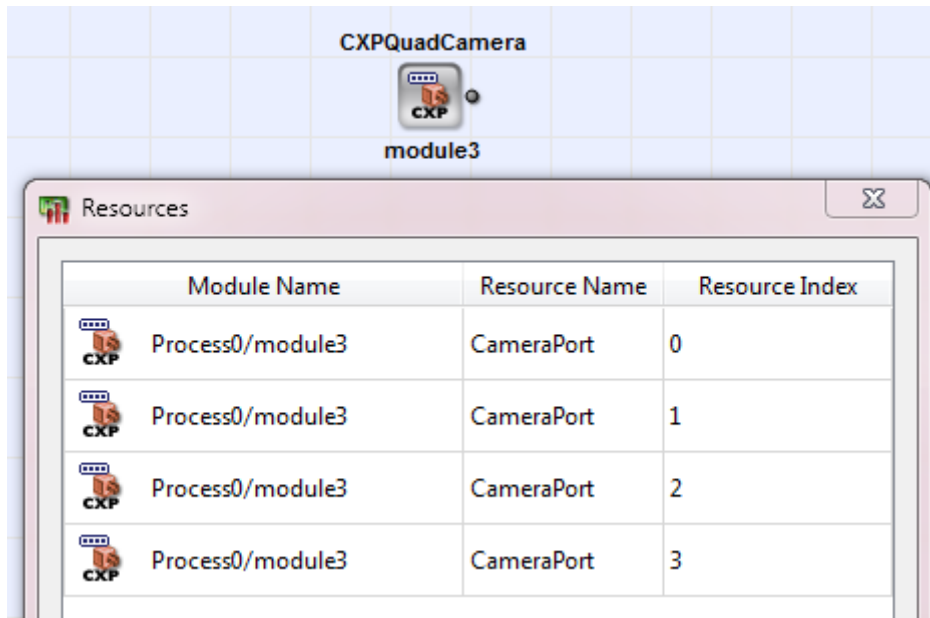 CXPQuadCamera
CXP
module3
Resources
Module Name Resource Name Resource Index
CXP Process0/module3 CameraPort 0
CXP Process0/module3 CameraPort 1
CXP Process0/module3 CameraPort 2
CXP Process0/module3 CameraPort 3